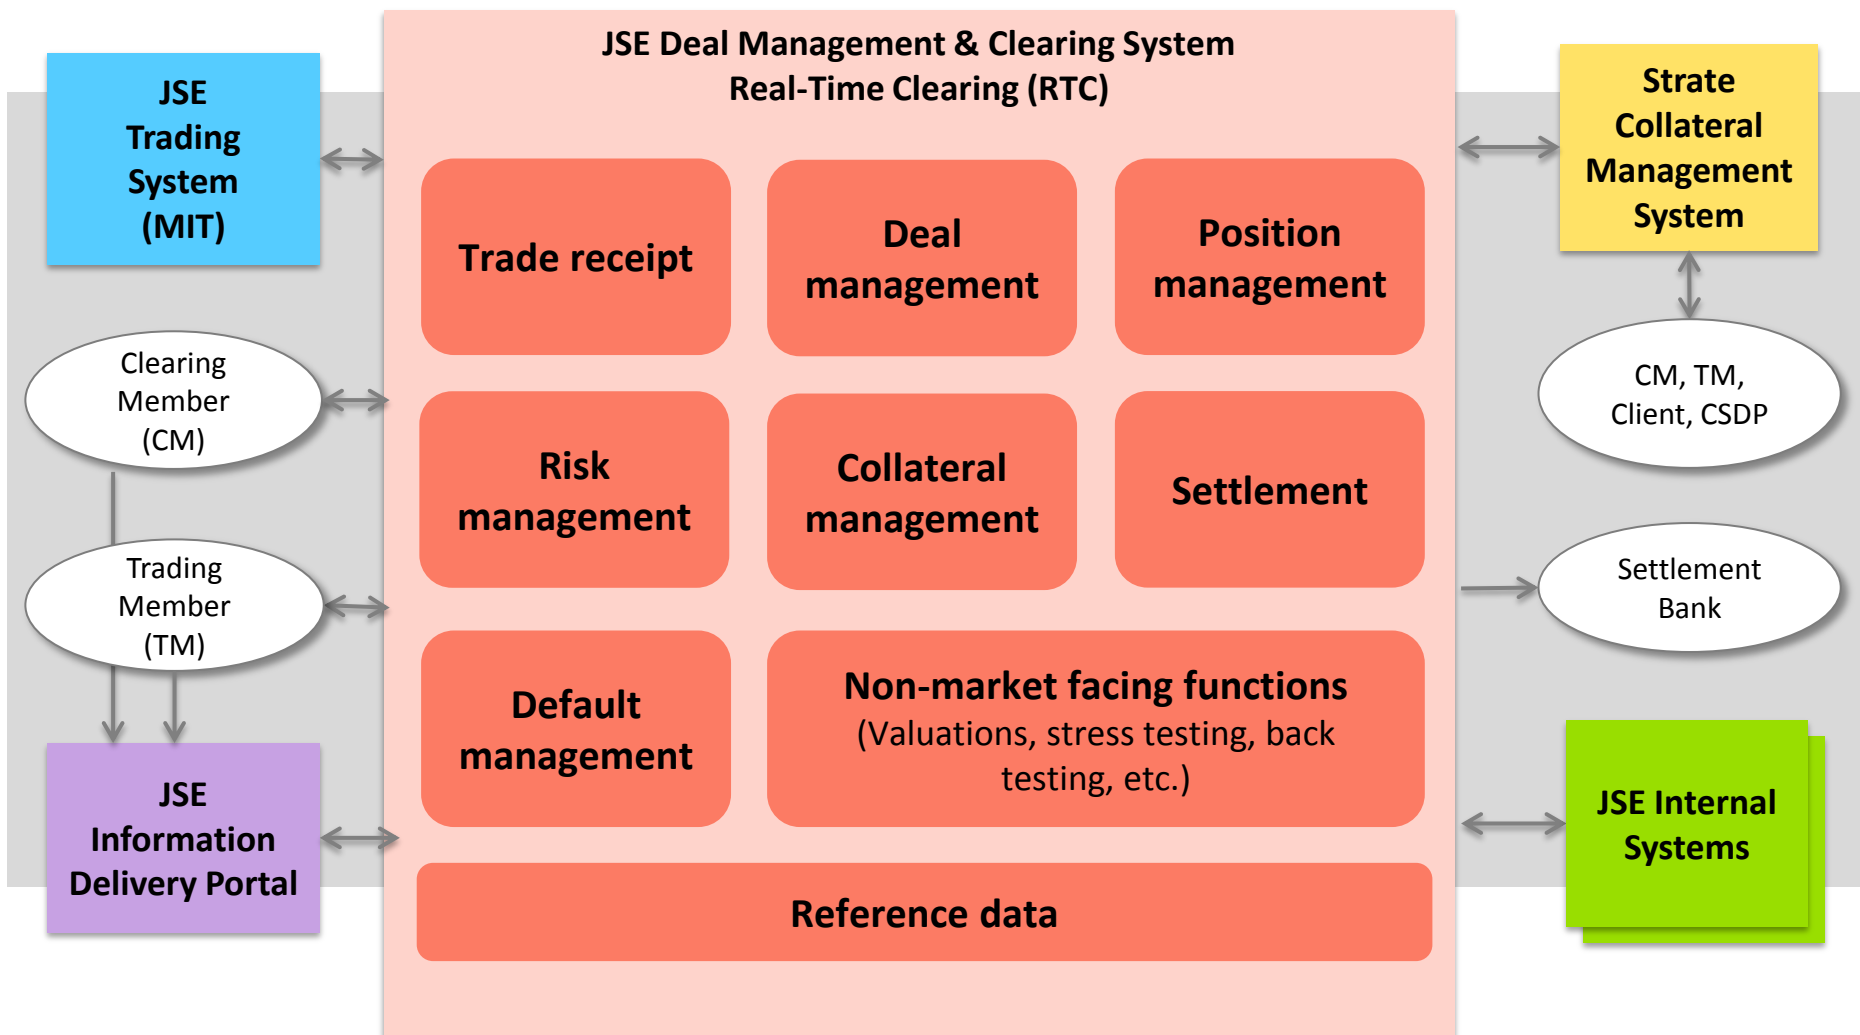 JSE Deal Management & Clearing System
Real-Time Clearing (RTC)
JSE
Trading
System
(MIT)
Clearing
Member
(CM)
Trading
Member
(TM)
JSE
Information
Delivery Portal
Trade receipt
Deal
management
Position
management
Risk
management
Collateral
management
Settlement
Default
management
Non-market facing functions
(Valuations, stress testing, back
testing, etc.)
Reference data
Strate
Collateral
Management
System
CM, TM,
Client, CSDP
Settlement
Bank
JSE Internal
Systems